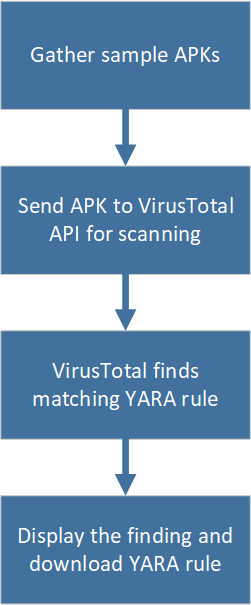 Gather sample APKs
Send APK to VirusTotal
API for scanning
VirusTotal finds
matching YARA rule
Display the finding and
download YARA rule